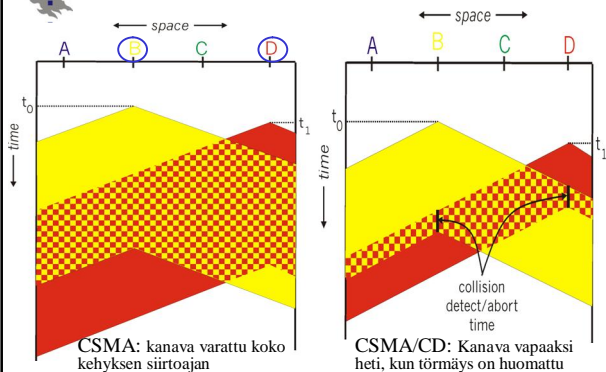 space
A B C D
t0
t1
time
CSMA: kanava varattu koko
kehyksen siirtoajan
space
A B C D
t0
t1
time
collision
detect/abort
time
CSMA/CD: Kanava vapaaksi
heti, kun törmäys on huomattu